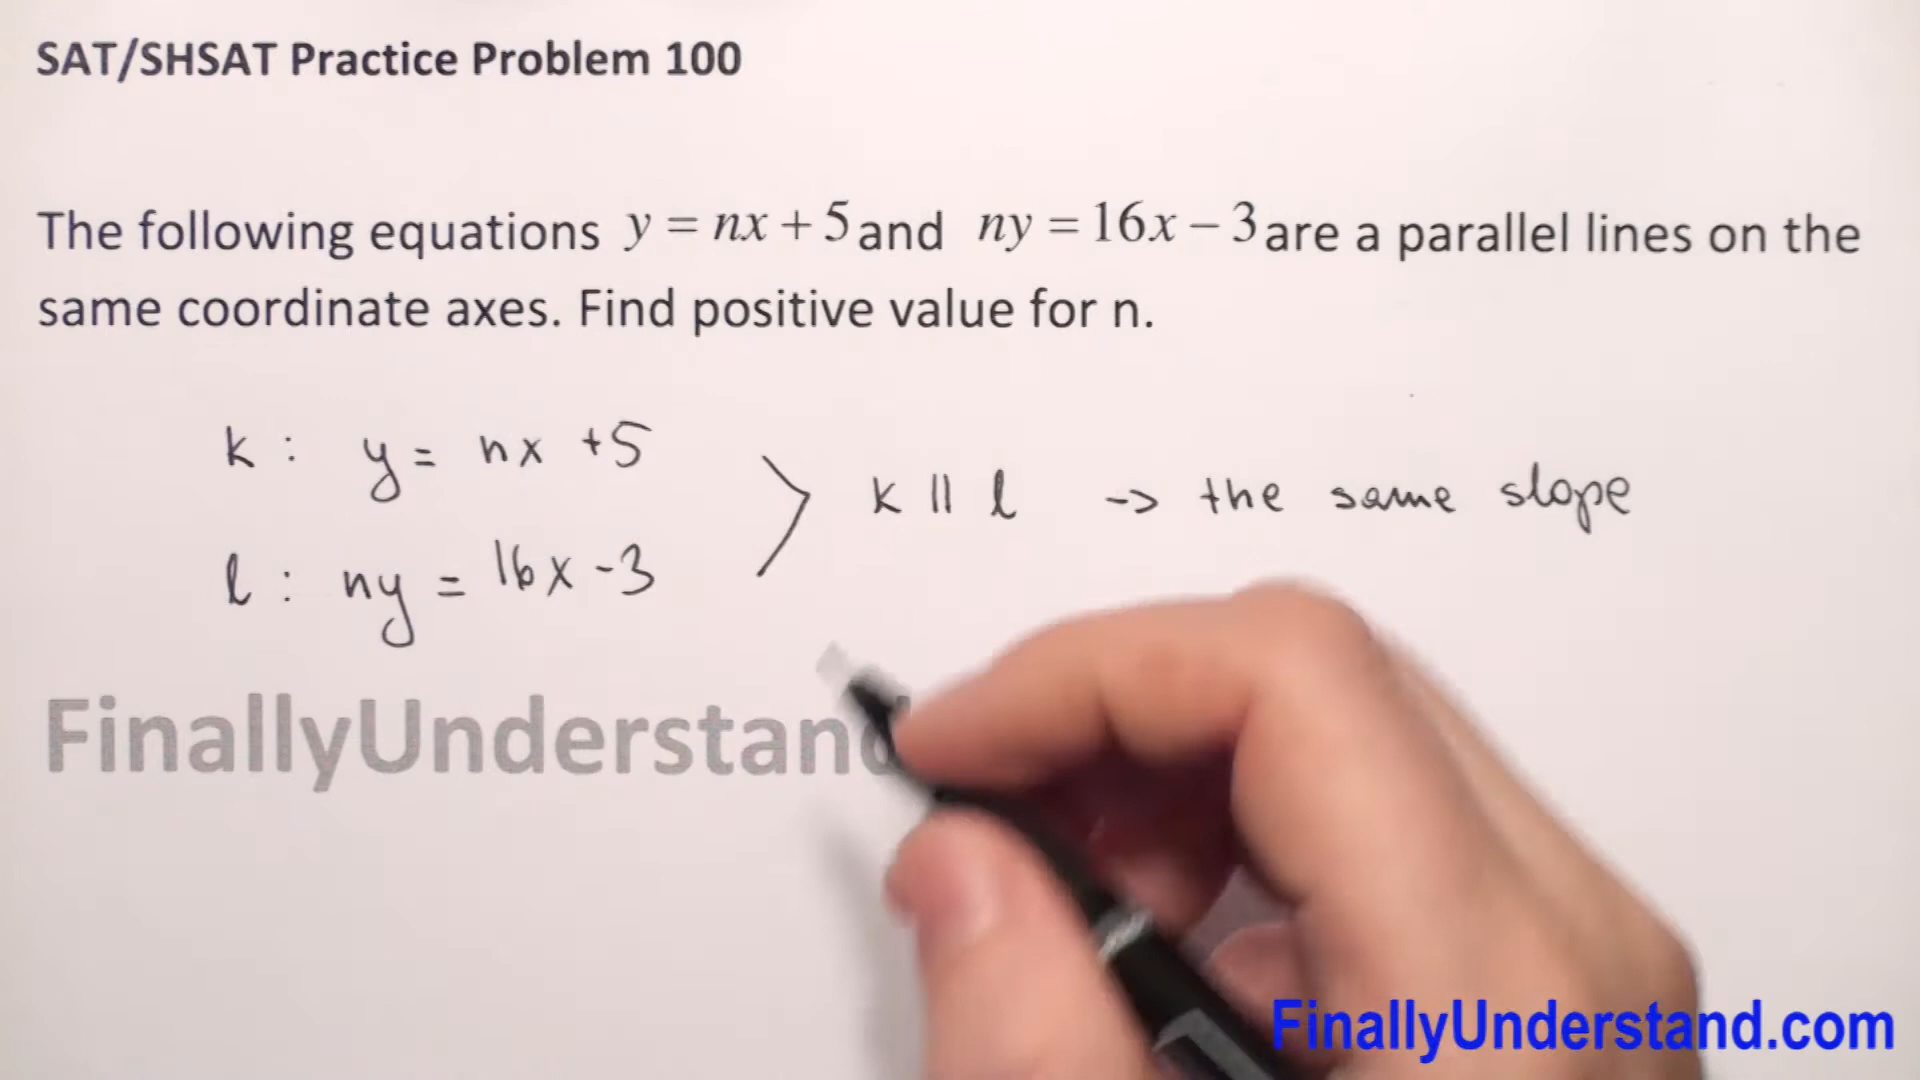 SAT/SHSAT Practice Problem 100
The following equations y = nx + 5 and ny = 16x − 3 are a parallel lines on the
same coordinate axes. Find positive value for n.
k : y = nx +5
k || l -> the same slope
l : ny = 16x -3
FinallyUnderstand
FinallyUnderstand.com